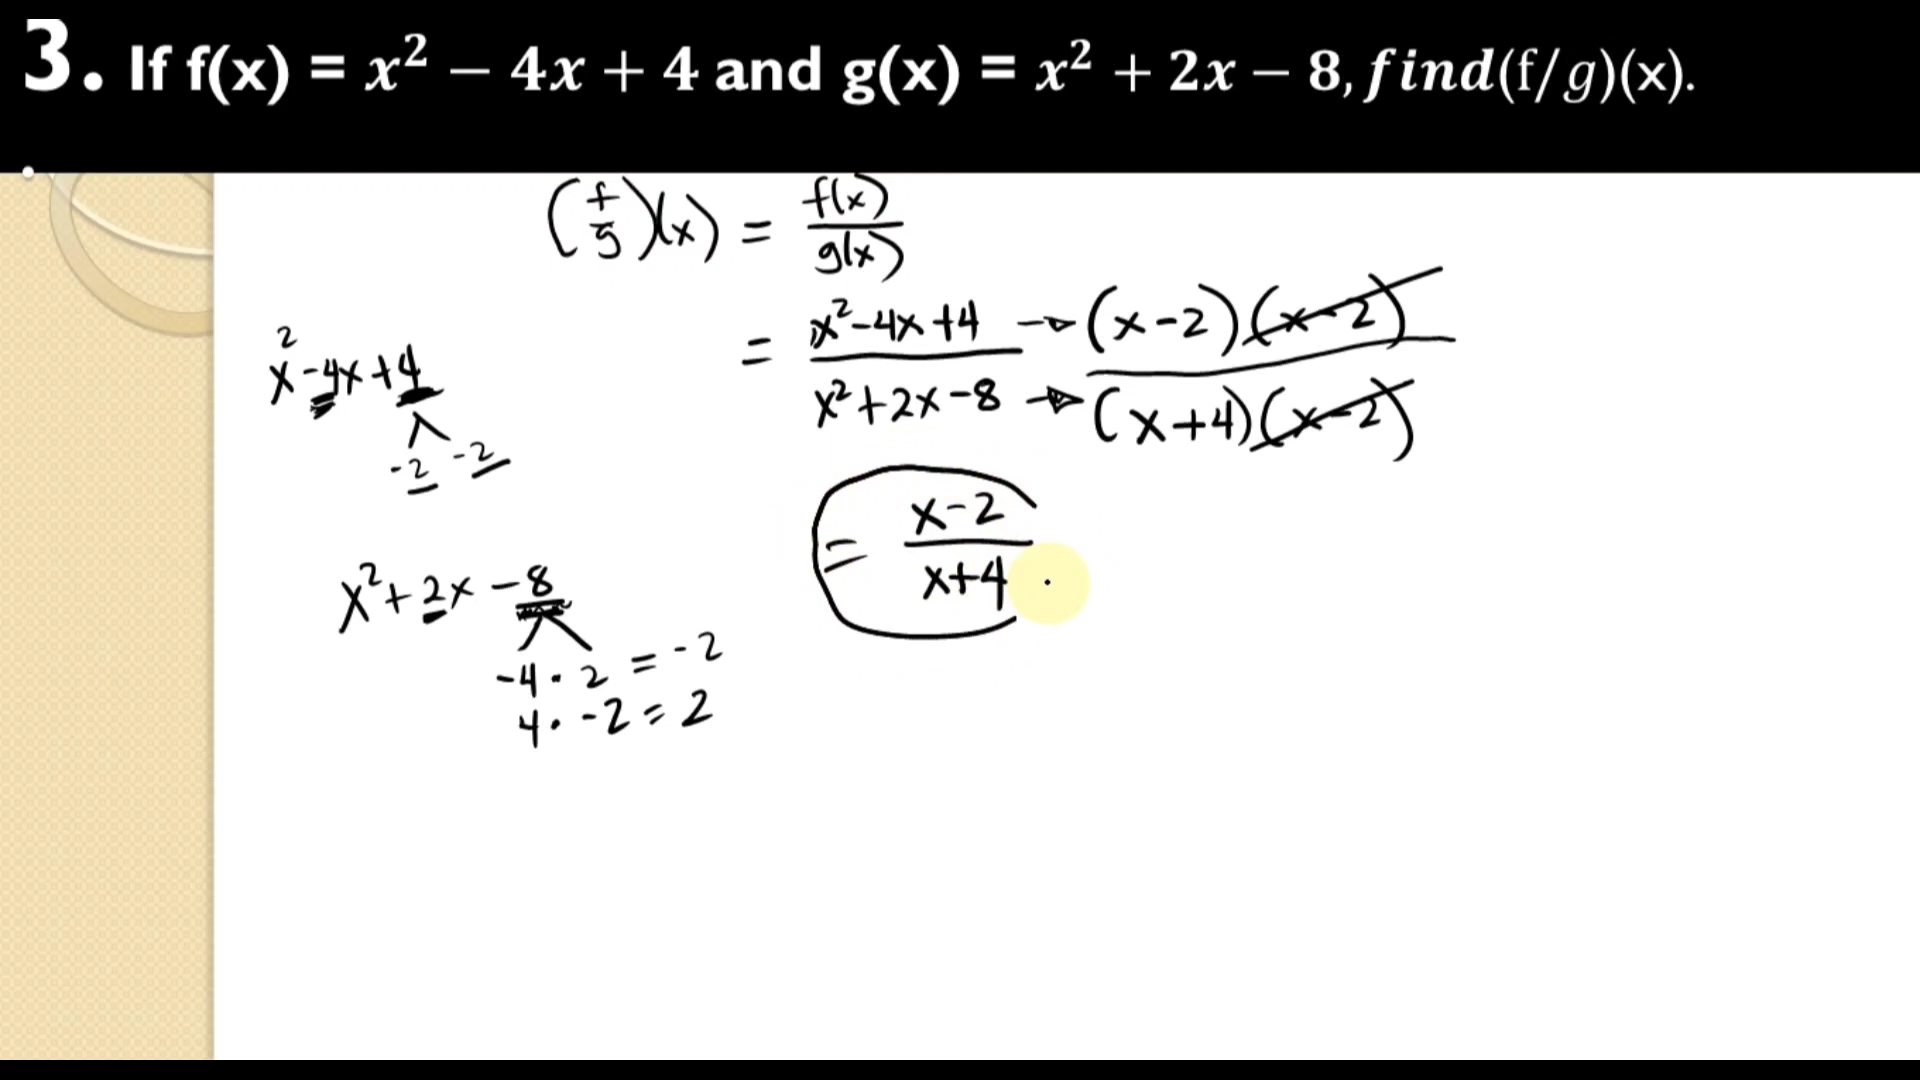 3. If f(x) = x² − 4x + 4 and g(x) = x² + 2x − 8, find(f/g)(x).
(f/g)(x) = f(x)/g(x)
= x²-4x+4 / x²+2x-8 → (x-2)(x-2) / (x+4)(x-2)
x²-4x+4
-2 -2
= x-2 / x+4
x²+2x-8
-4 · 2 = -2
4 · -2 = 2